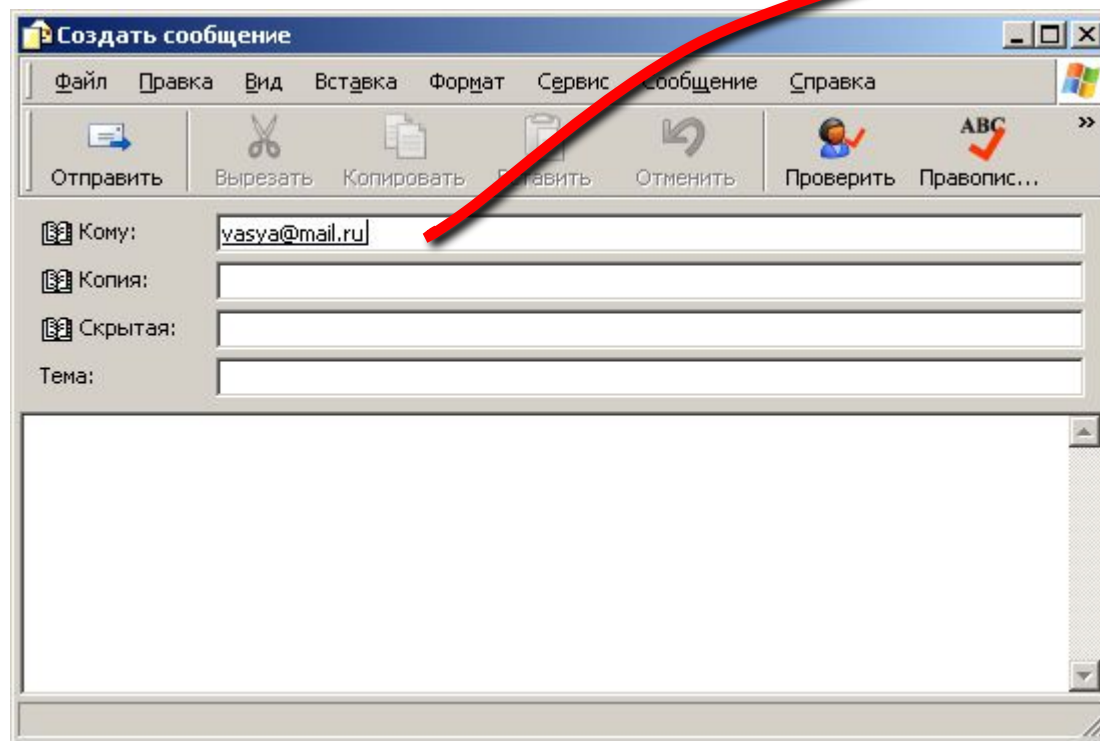 Создать сообщение
Файл Правка Вид Вставка Формат Сервис Сообщение Справка
ABC
Отправить Вырезать Копировать Вставить Отменить Проверить Правопис...
Кому: vasya@mail.ru
Копия:
Скрытая:
Тема: